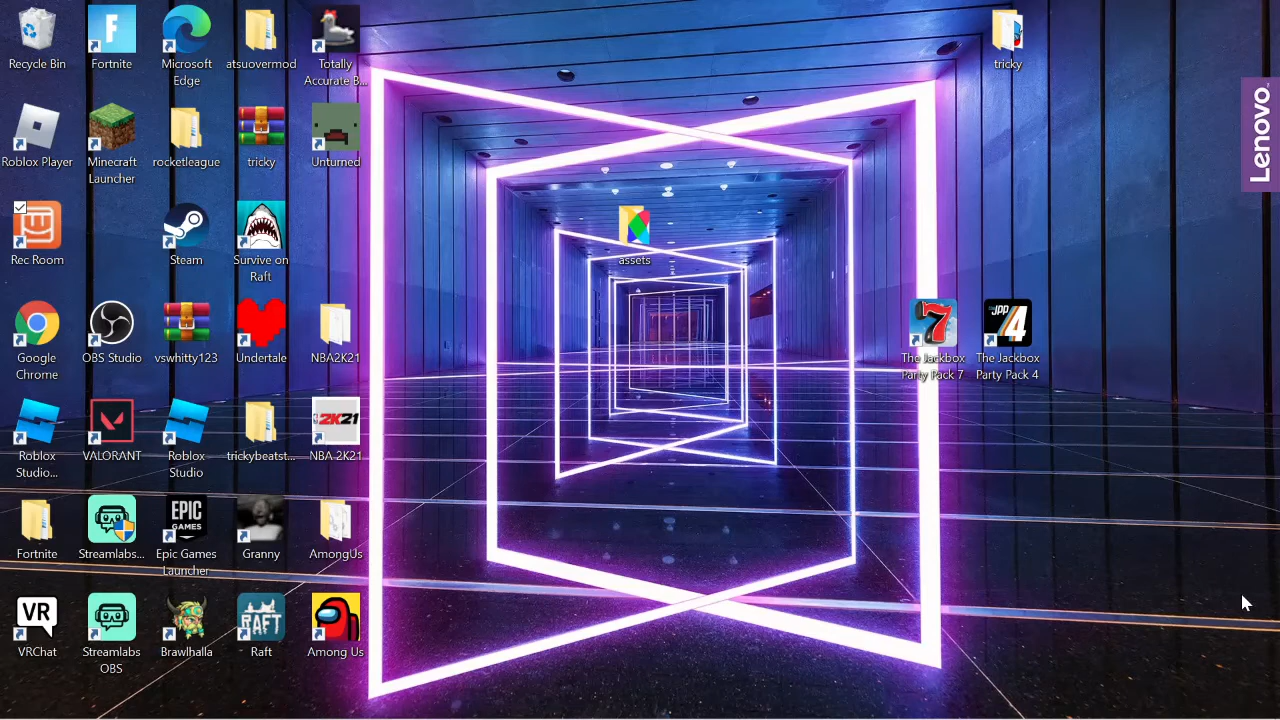 Recycle Bin
Fortnite
Microsoft
Edge
atsuovermod
Totally
Accurate B...
tricky
Lenovo
Roblox Player
Minecraft
Launcher
rocketleague
tricky
Unturned
Rec Room
Steam
Survive on
Raft
assets
Google
Chrome
OBS Studio
vswhitty123
Undertale
NBA2K21
7
The Jackbox
Party Pack 7
JPP
4
The Jackbox
Party Pack 4
Roblox
Studio...
VALORANT
Roblox
Studio
trickybeatst...
2K21
NBA 2K21
Fortnite
Streamlabs...
EPIC
GAMES
Epic Games
Launcher
Granny
AmongUs
VR
VRChat
Streamlabs
OBS
Brawlhalla
RAFT
Raft
Among Us